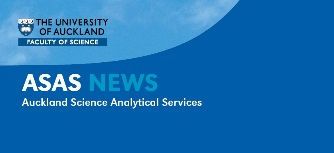 THE UNIVERSITY
OF AUCKLAND
FACULTY OF SCIENCE
ASAS NEWS
Auckland Science Analytical Services